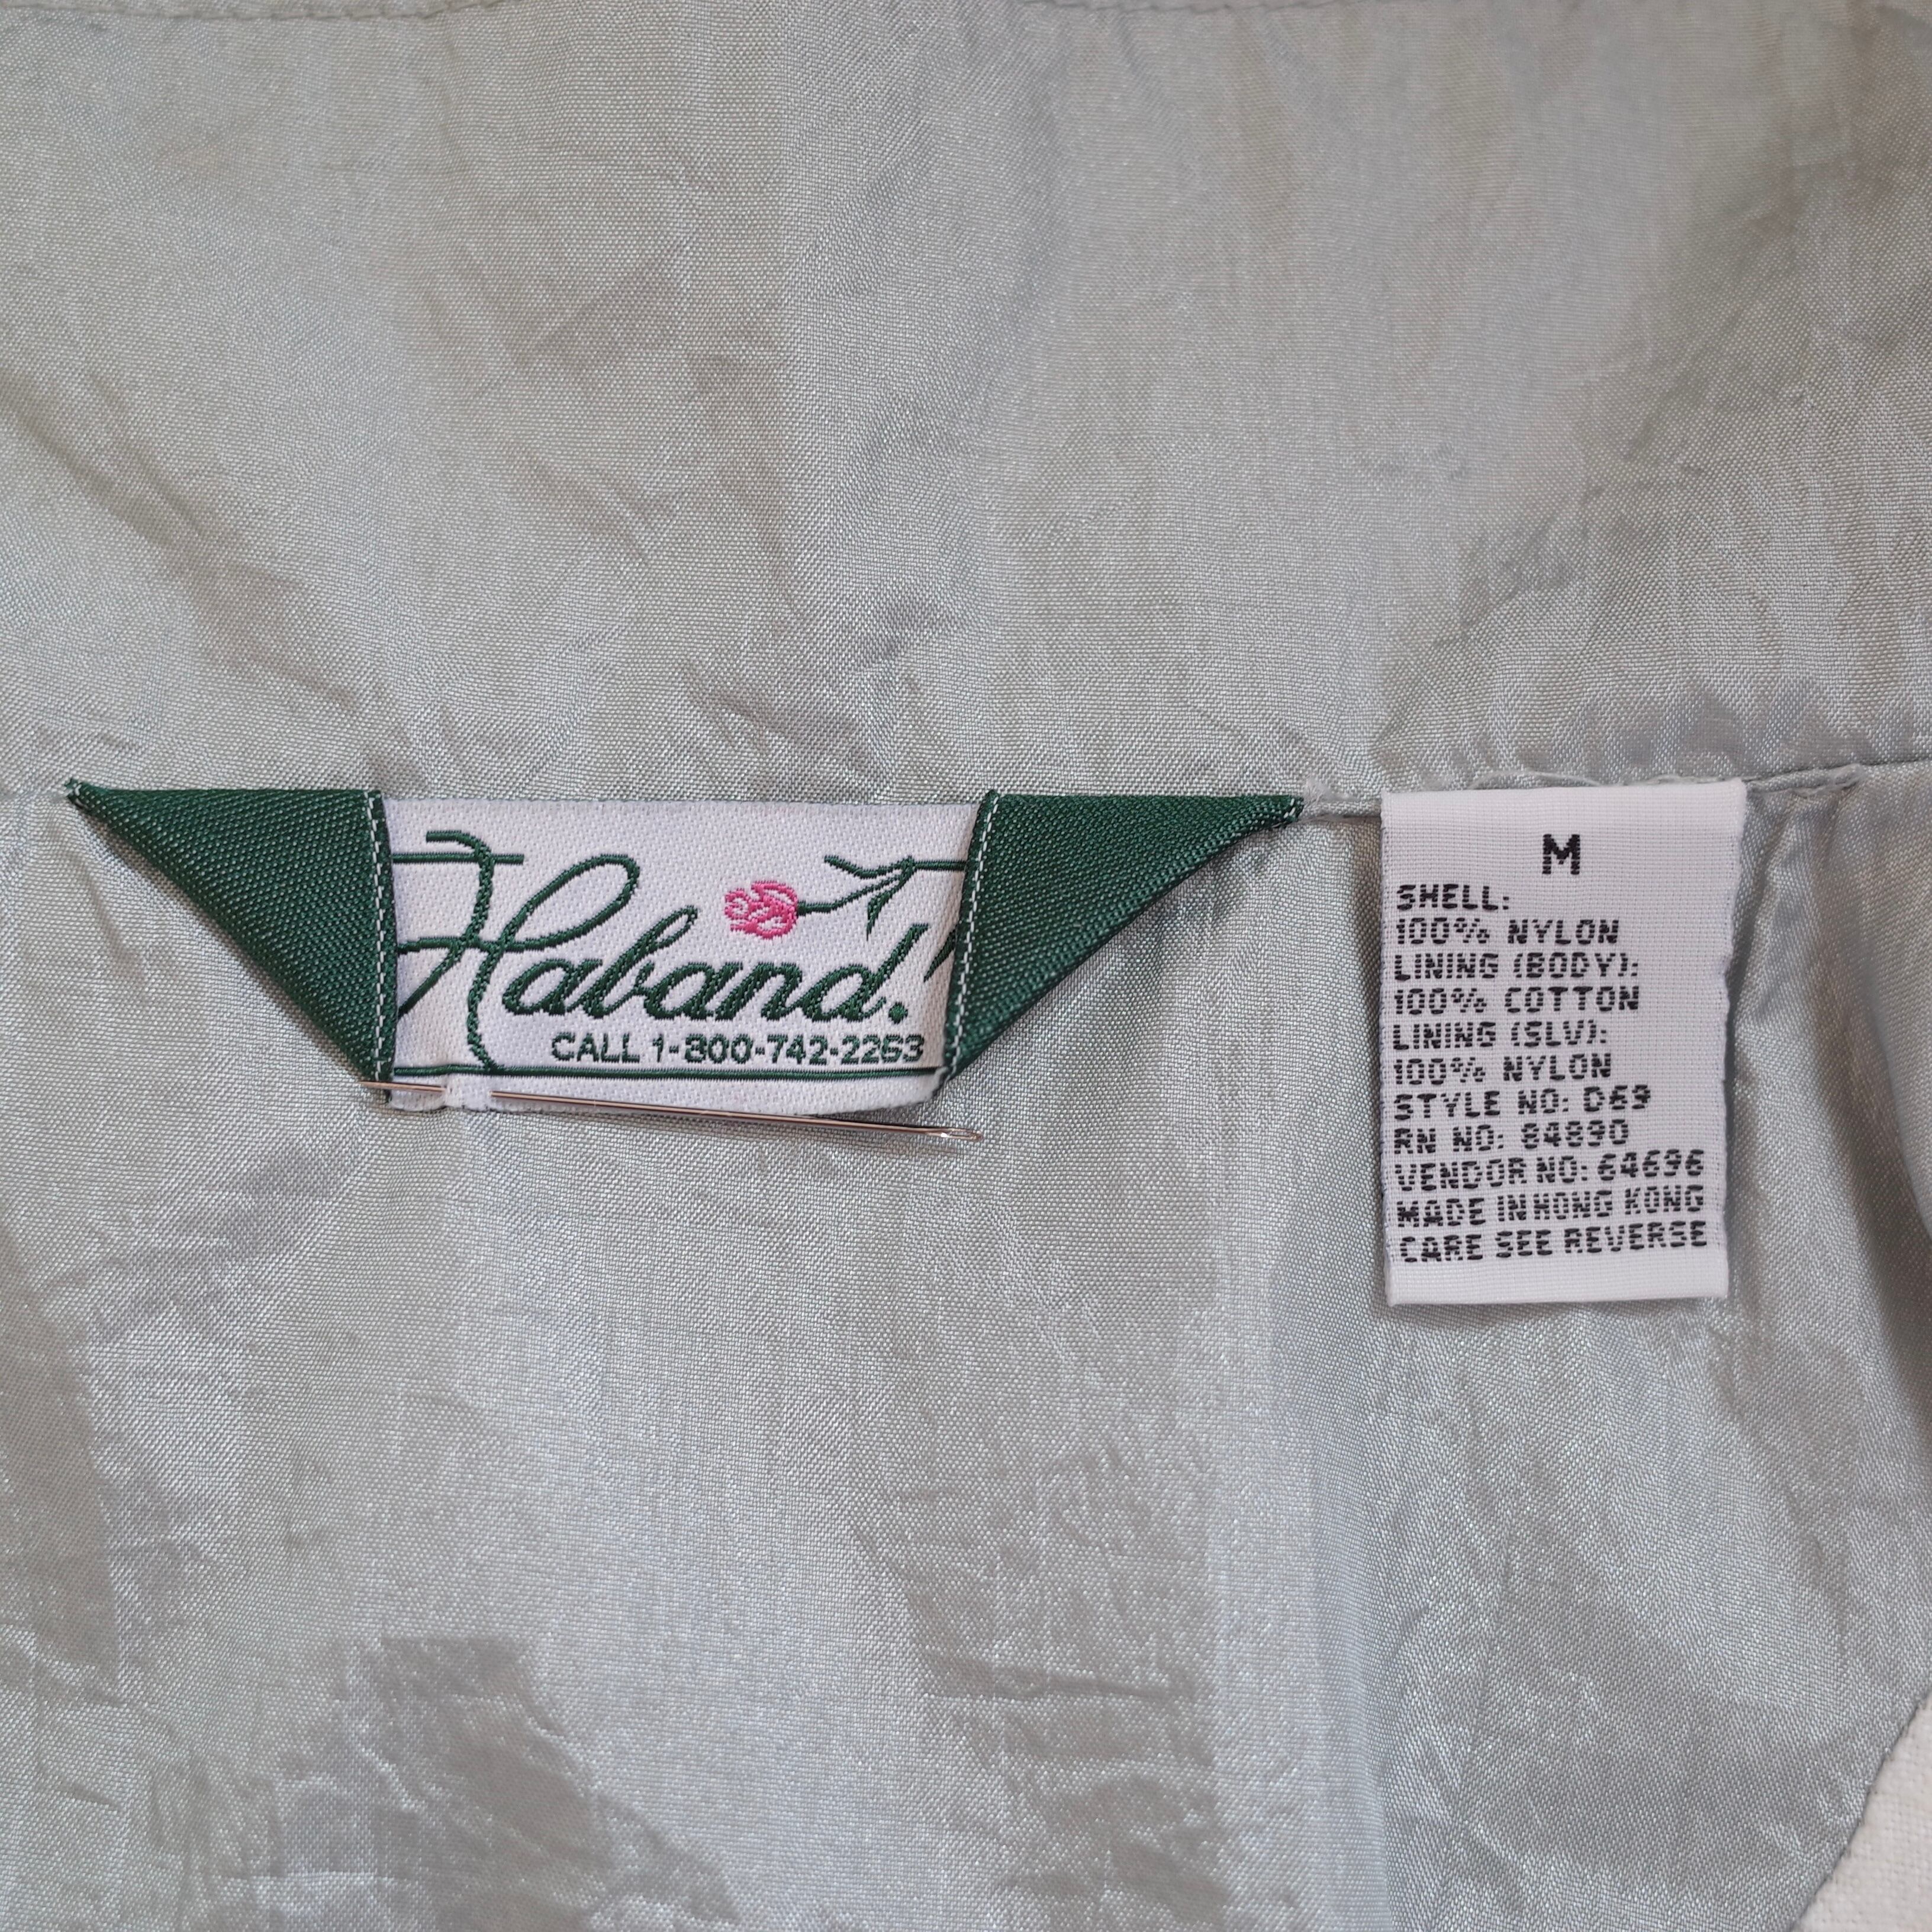 Haband!
CALL 1-800-742-2263
M
SHELL:
100% NYLON
LINING (BODY):
100% COTTON
LINING (SLV):
100% NYLON
STYLE NO: D69
RN NO: 84890
VENDOR NO: 64696
MADE IN HONG KONG
CARE SEE REVERSE